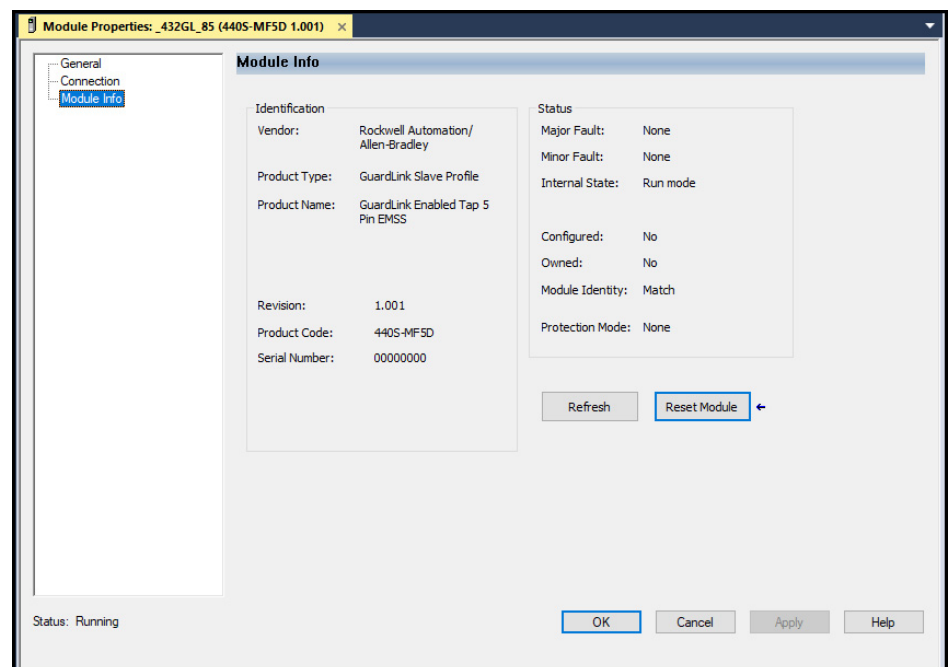 Module Properties: _432GL_85 (440S-MF5D 1.001) ×
General
Connection
Module Info
Module Info
Identification
Vendor: Rockwell Automation/
Allen-Bradley
Product Type: GuardLink Slave Profile
Product Name: GuardLink Enabled Tap 5
Pin EMSS
Revision: 1.001
Product Code: 440S-MF5D
Serial Number: 00000000
Status
Major Fault: None
Minor Fault: None
Internal State: Run mode
Configured: No
Owned: No
Module Identity: Match
Protection Mode: None
Refresh Reset Module ←
Status: Running
OK Cancel Apply Help